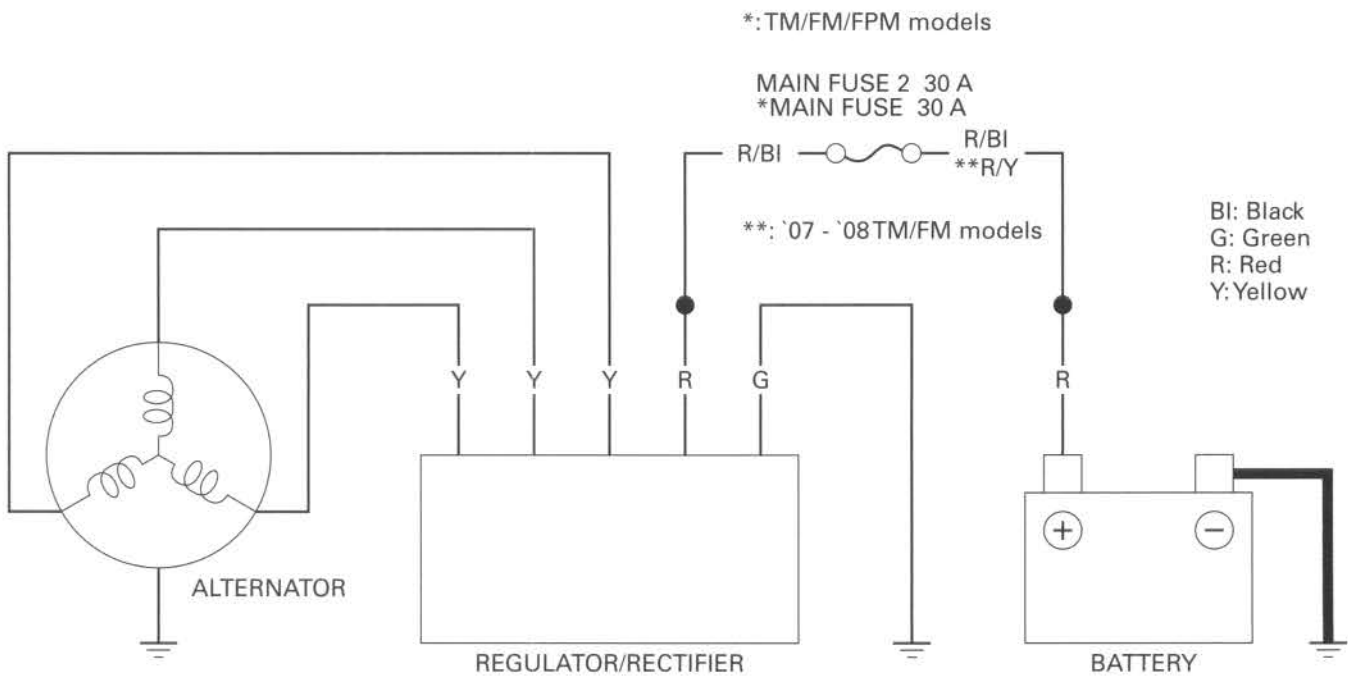 *: TM/FM/FPM models
MAIN FUSE 2 30 A
*MAIN FUSE 30 A
R/Bl
R/Bl
**R/Y
**: `07 - `08 TM/FM models
Bl: Black
G: Green
R: Red
Y: Yellow
Y
Y
Y
R
G
R
+
−
ALTERNATOR
REGULATOR/RECTIFIER
BATTERY